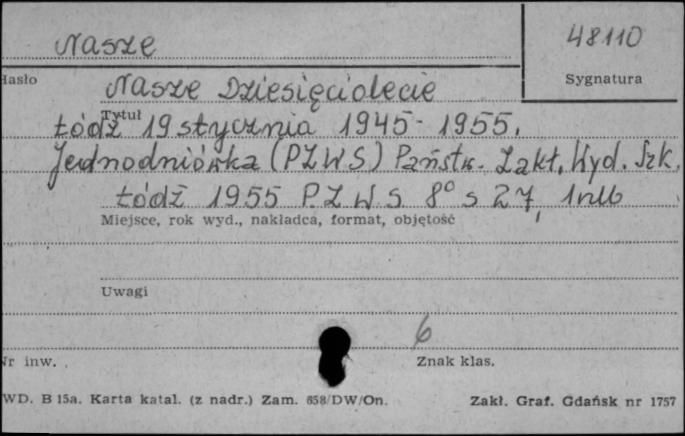 Nasze
48110
Hasło
Sygnatura
Nasze Dziesięciolecie
Tytuł
Łódź 19 stycznia 1945-1955.
Jednodniówka (PZWS) Państw. Zakł. Wyd. Szk.
Łódź 1955 P.Z.W.S 8° s 27, 1nlb
Miejsce, rok wyd., nakładca, format, objętość
Uwagi
6
Nr inw.
Znak klas.
WD. B 15a. Karta katal. (z nadr.) Zam. 658/DW/On.
Zakł. Graf. Gdańsk nr 1757